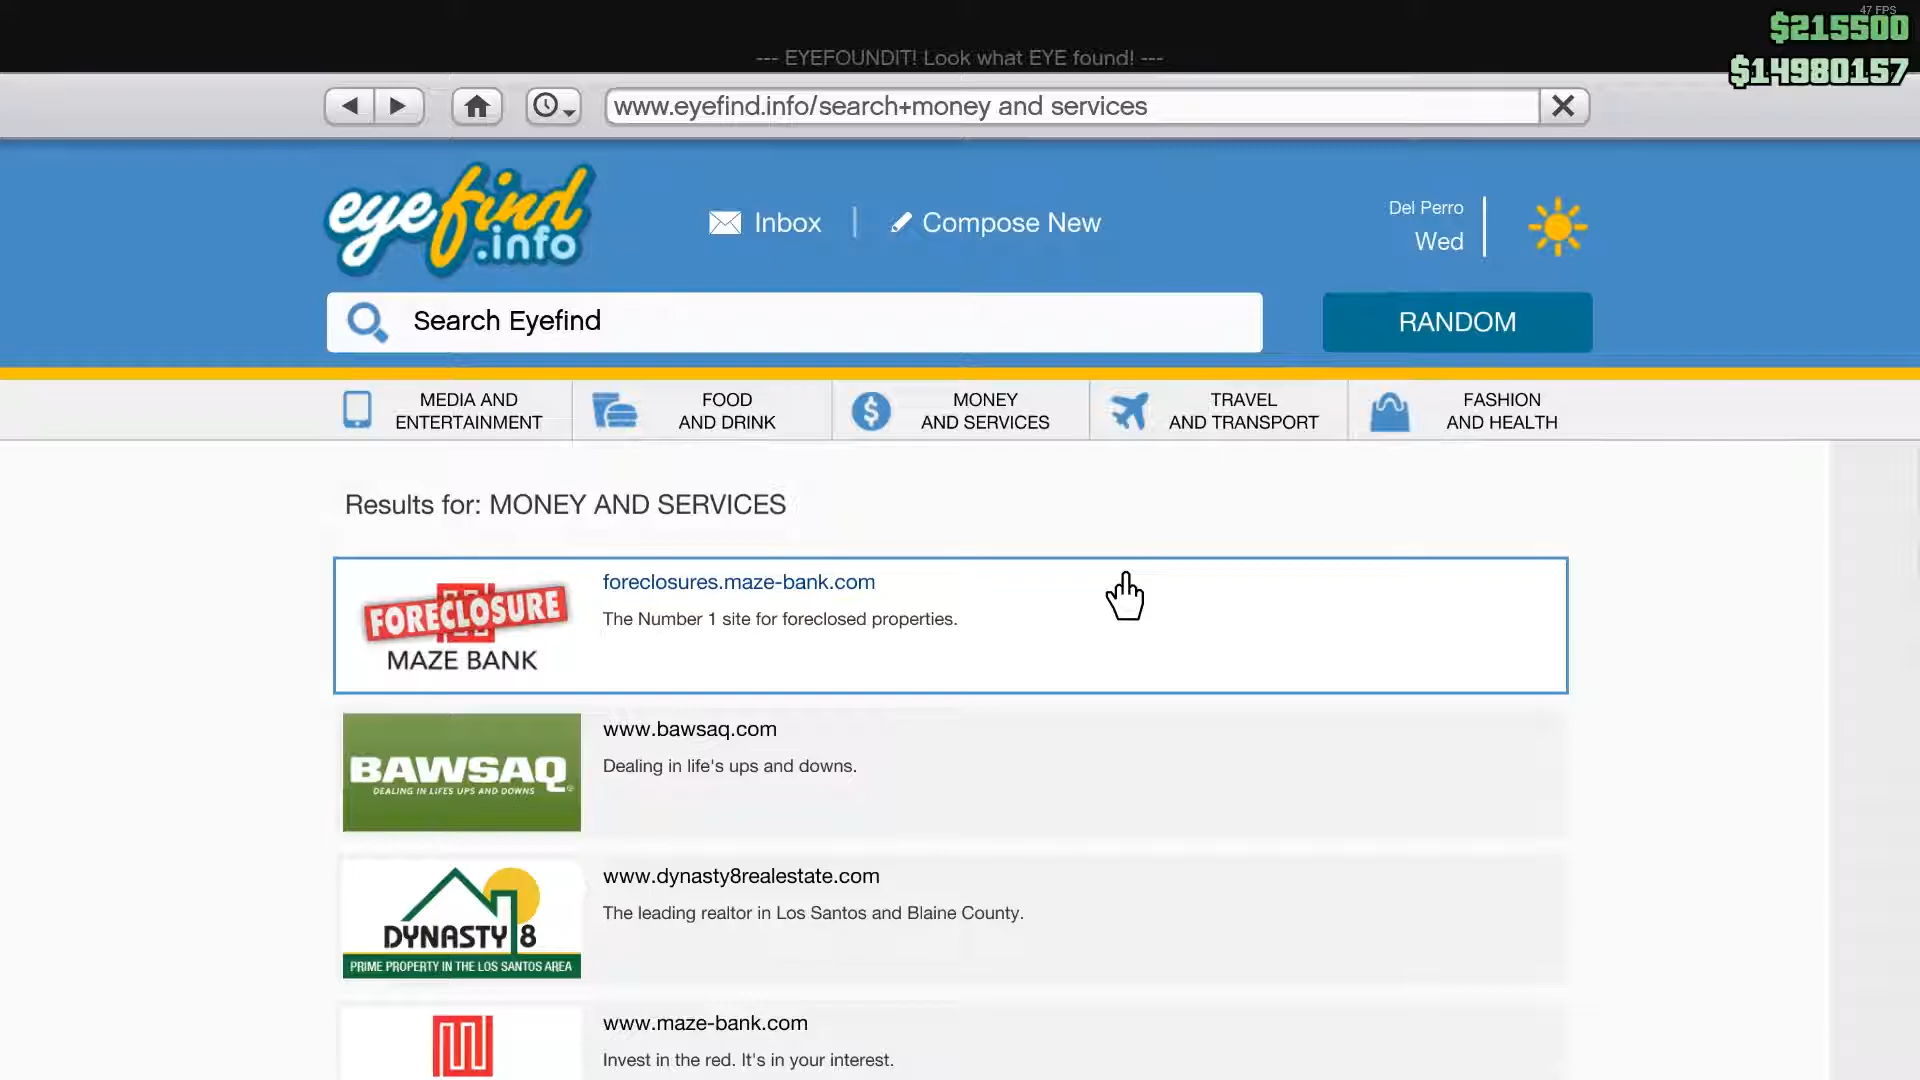 47 FPS
$215500
--- EYEFOUNDIT! Look what EYE found! ---
$14980157
www.eyefind.info/search+money and services
eyefind
.info
Inbox
Compose New
Del Perro
Wed
Search Eyefind
RANDOM
MEDIA AND
ENTERTAINMENT
FOOD
AND DRINK
MONEY
AND SERVICES
TRAVEL
AND TRANSPORT
FASHION
AND HEALTH
Results for: MONEY AND SERVICES
FORECLOSURE
MAZE BANK
foreclosures.maze-bank.com
The Number 1 site for foreclosed properties.
BAWSAQ
DEALING IN LIFE'S UPS AND DOWNS
www.bawsaq.com
Dealing in life's ups and downs.
DYNASTY 8
PRIME PROPERTY IN THE LOS SANTOS AREA
www.dynasty8realestate.com
The leading realtor in Los Santos and Blaine County.
www.maze-bank.com
Invest in the red. It's in your interest.